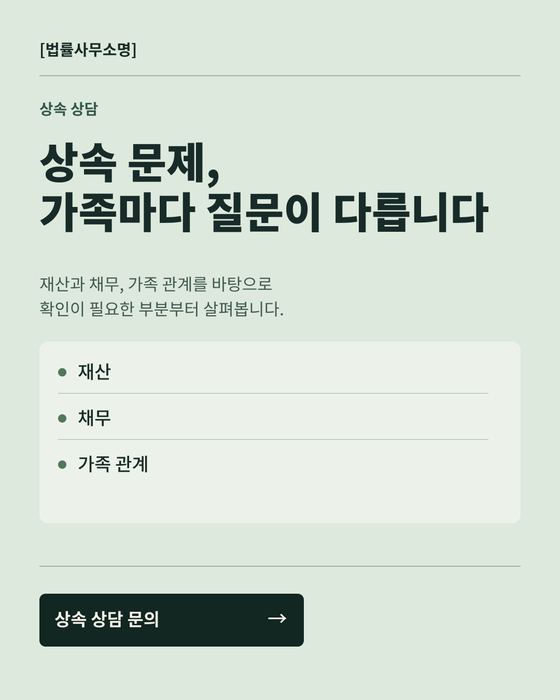 [법률사무소명]
상속 상담
상속 문제,
가족마다 질문이 다릅니다
재산과 채무, 가족 관계를 바탕으로
확인이 필요한 부분부터 살펴봅니다.
재산
채무
가족 관계
상속 상담 문의 →